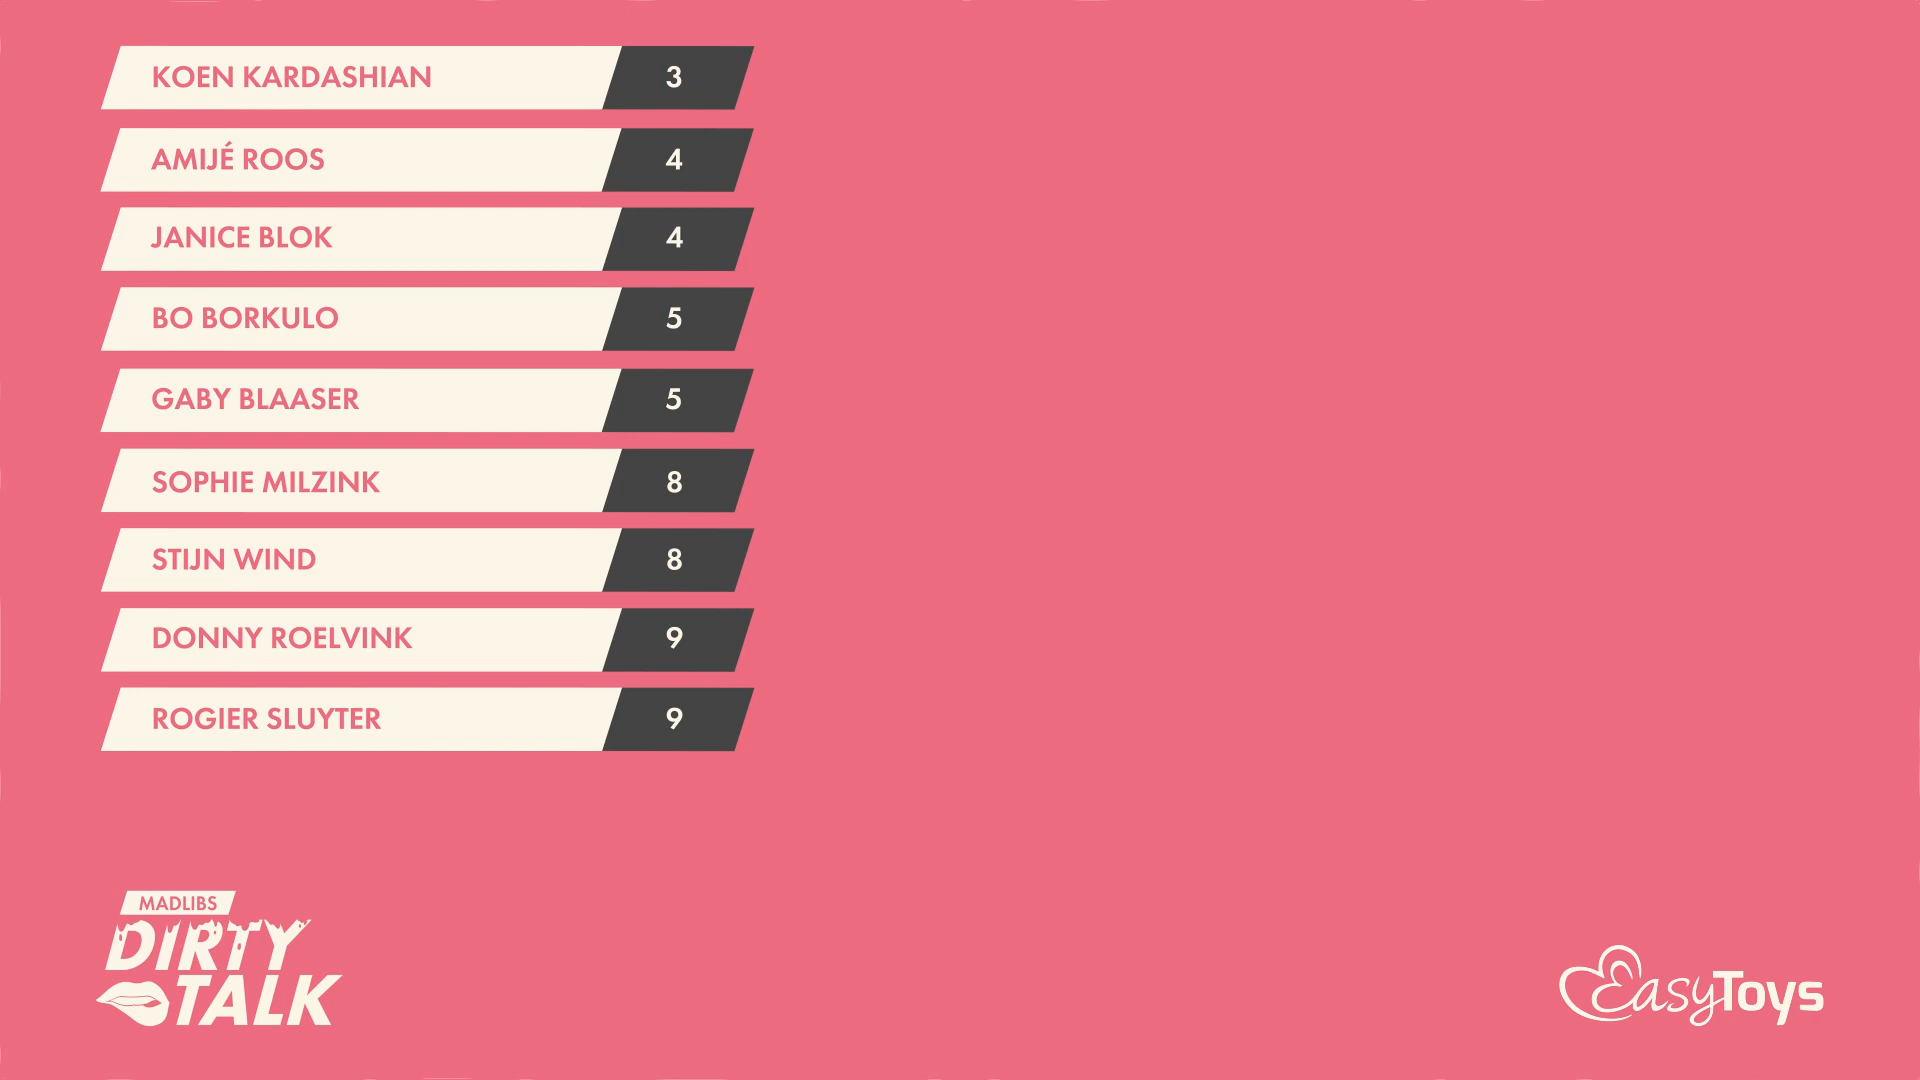 KOEN KARDASHIAN 3
AMIJÉ ROOS 4
JANICE BLOK 4
BO BORKULO 5
GABY BLAASER 5
SOPHIE MILZINK 8
STIJN WIND 8
DONNY ROELVINK 9
ROGIER SLUYTER 9
MADLIBS
DIRTY
TALK
EasyToys